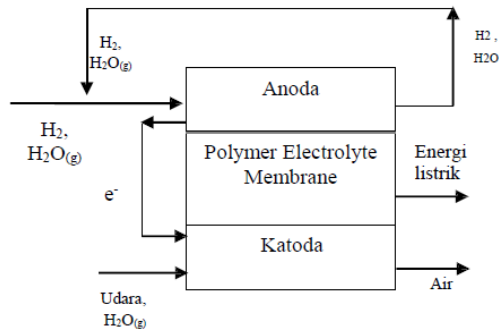 H₂,
H₂O₍g₎
H2 ,
H2O
Anoda
H₂,
H₂O₍g₎
Polymer Electrolyte
Membrane
Energi
listrik
e⁻
Katoda
Udara,
H₂O₍g₎
Air